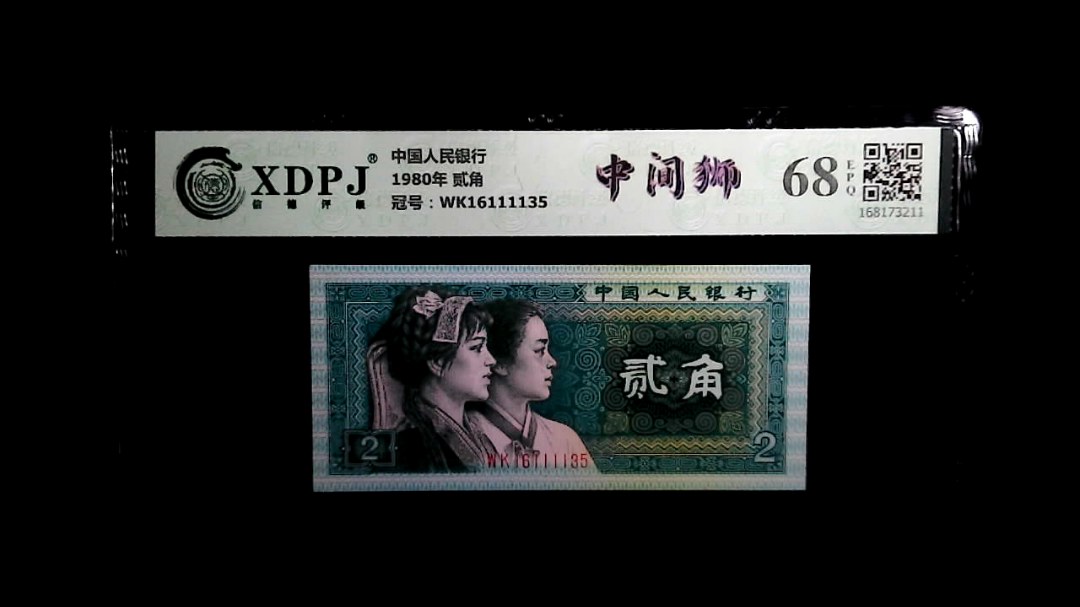 XDPJ®
信德评级
中国人民银行
1980年 贰角
冠号：WK16111135
中间狮
68
EPQ
168173211
中国人民银行
贰角
2
2
WK16111135